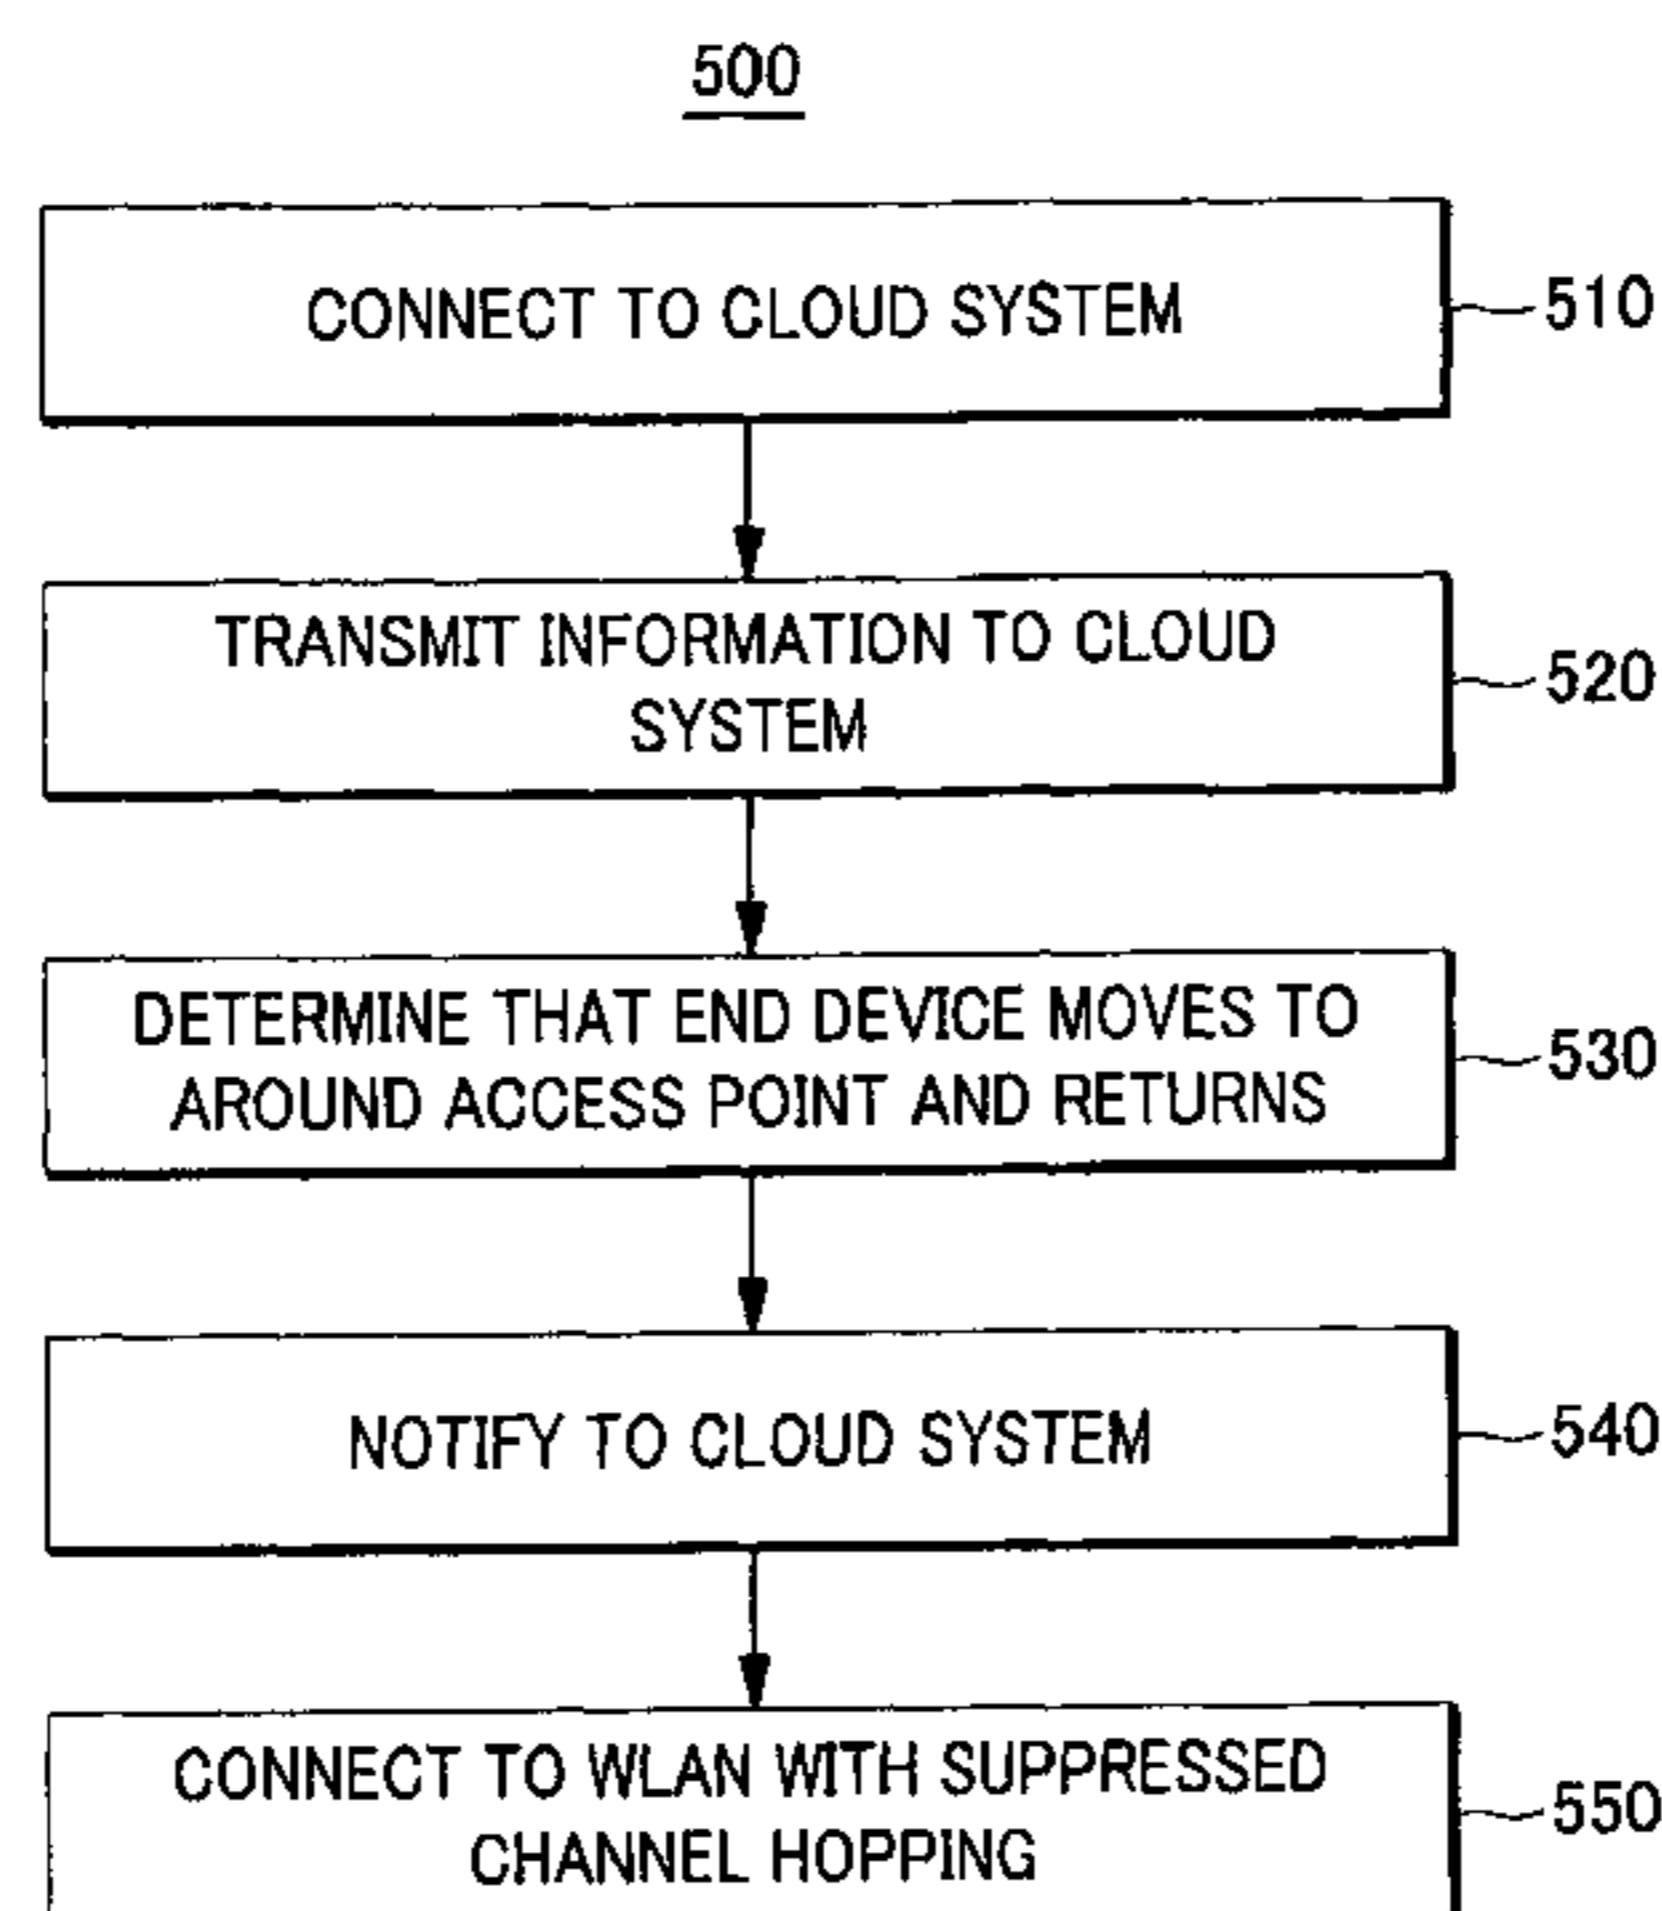 500
CONNECT TO CLOUD SYSTEM
510
TRANSMIT INFORMATION TO CLOUD
SYSTEM
520
DETERMINE THAT END DEVICE MOVES TO
AROUND ACCESS POINT AND RETURNS
530
NOTIFY TO CLOUD SYSTEM
540
CONNECT TO WLAN WITH SUPPRESSED
CHANNEL HOPPING
550